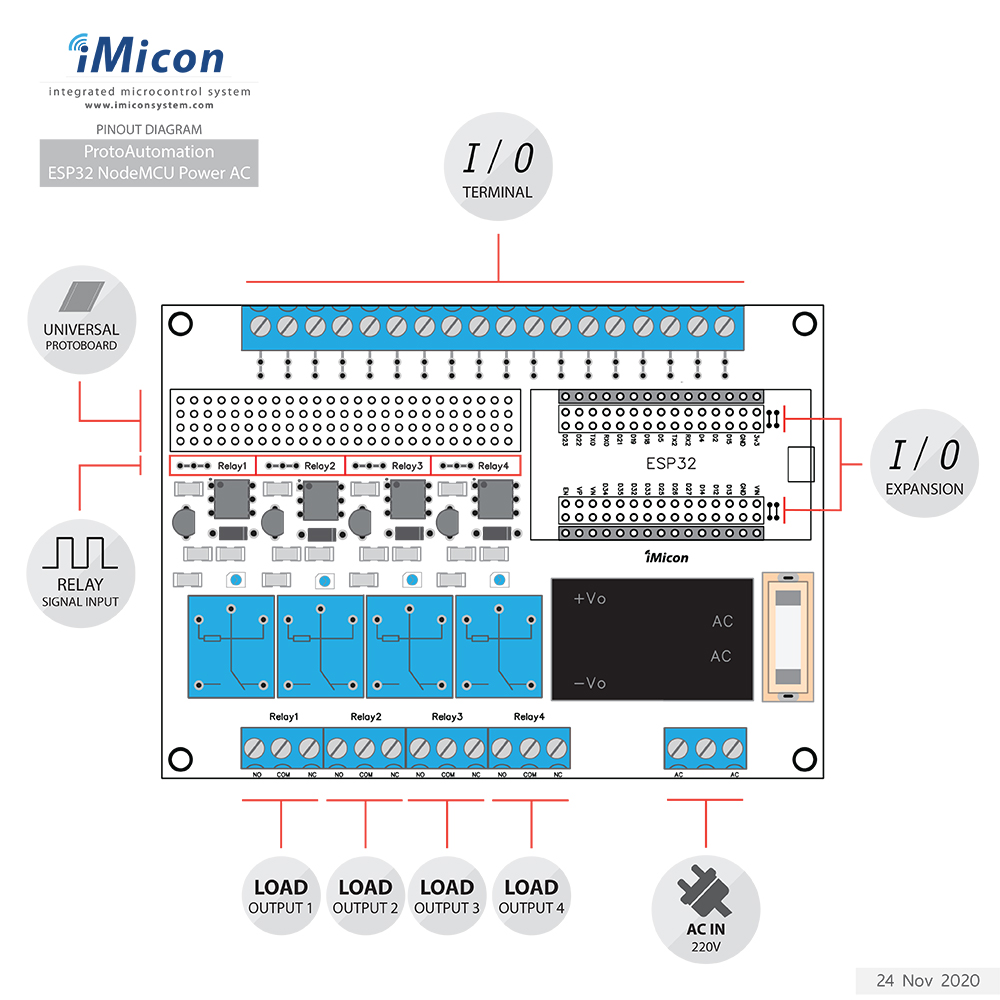 iMicon
integrated microcontrol system
www.imiconsystem.com
PINOUT DIAGRAM
ProtoAutomation
ESP32 NodeMCU Power AC
I/O
TERMINAL
UNIVERSAL
PROTOBOARD
RELAY
SIGNAL INPUT
I/O
EXPANSION
Relay1 Relay2 Relay3 Relay4
D23 D22 TX0 RX0 D21 D19 D18 D5 TX2 RX2 D4 D2 D15 GND 3v3
ESP32
EN VP VN D34 D35 D32 D33 D25 D26 D27 D14 D12 D13 GND VIN
iMicon
+Vo
AC
AC
-Vo
Relay1 Relay2 Relay3 Relay4
NO COM NC NO COM NC NO COM NC NO COM NC AC AC
LOAD
OUTPUT 1
LOAD
OUTPUT 2
LOAD
OUTPUT 3
LOAD
OUTPUT 4
AC IN
220V
24 Nov 2020